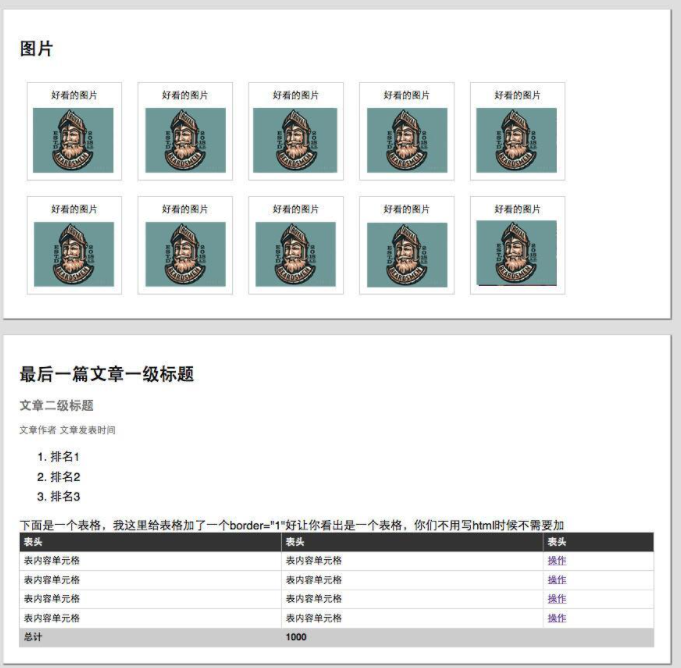 图片
好看的图片 好看的图片 好看的图片 好看的图片 好看的图片
好看的图片 好看的图片 好看的图片 好看的图片 好看的图片
最后一篇文章一级标题
文章二级标题
文章作者 文章发表时间
1. 排名1
2. 排名2
3. 排名3
下面是一个表格，我这里给表格加了一个border="1"好让你看出是一个表格，你们不用写html时候不需要加
表头 表头 表头
表内容单元格 表内容单元格 操作
表内容单元格 表内容单元格 操作
表内容单元格 表内容单元格 操作
表内容单元格 表内容单元格 操作
总计 1000